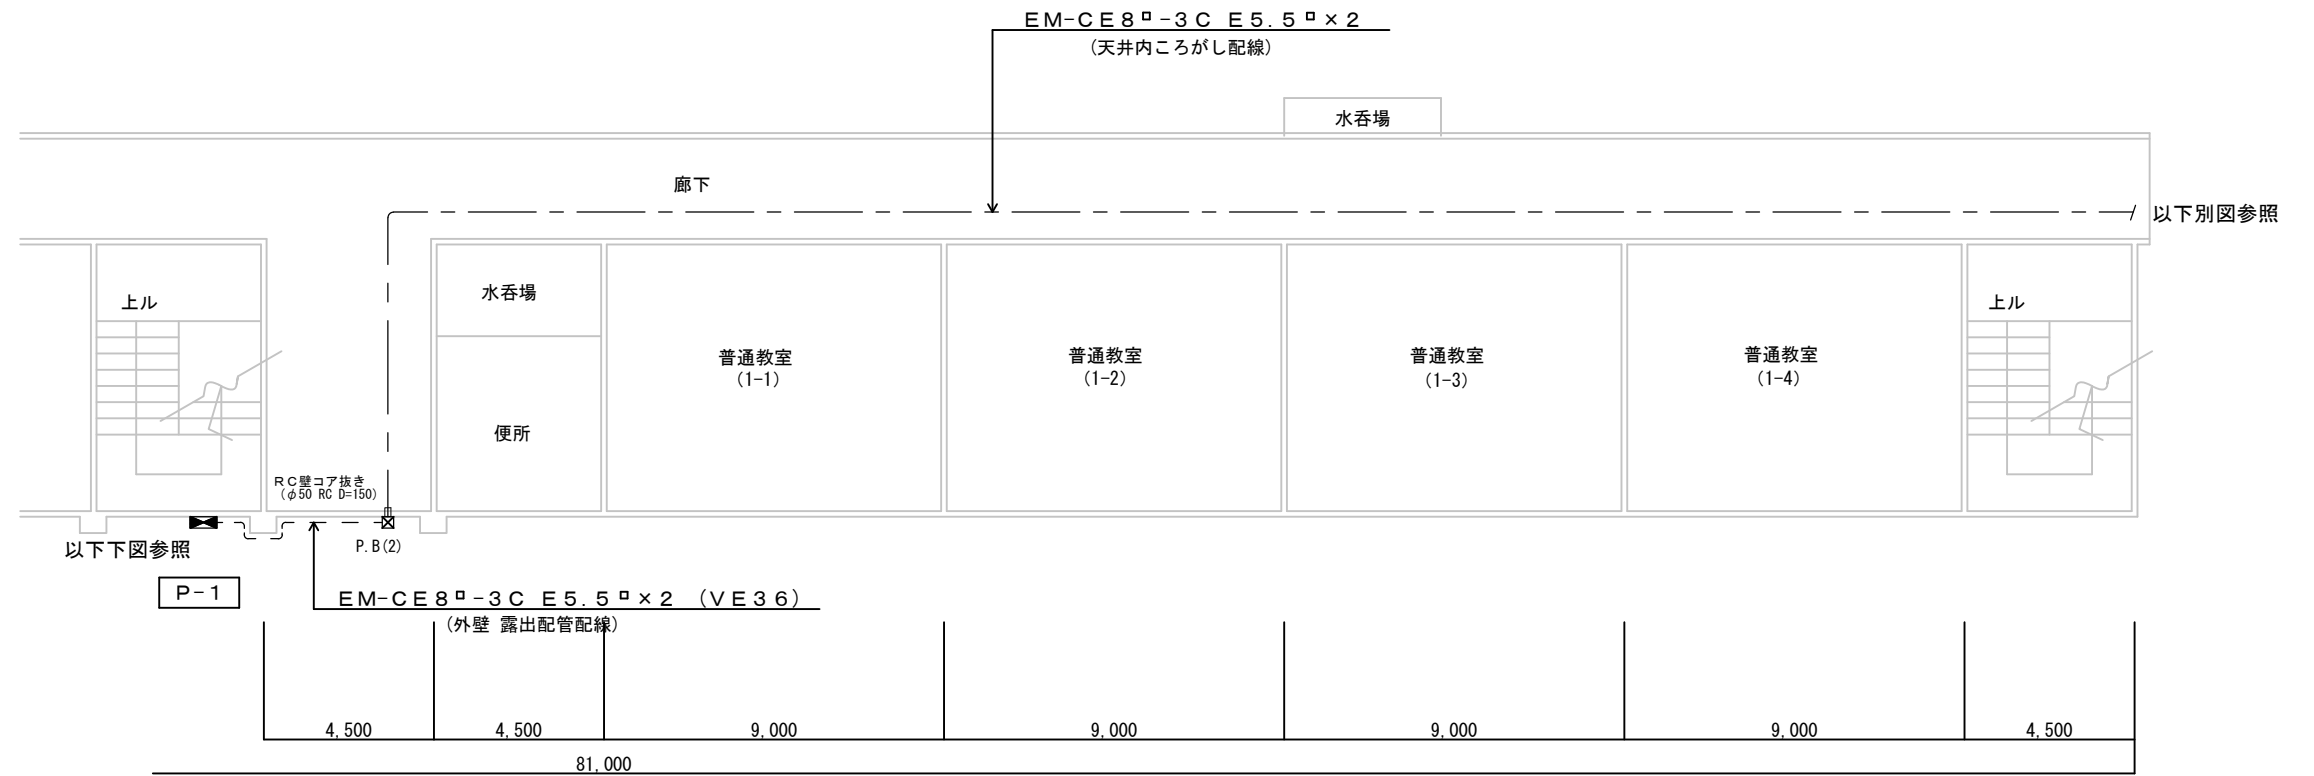 EM-CE8□-3C E5.5□×2
(天井内ころがし配線)
水呑場
廊下
以下別図参照
上ル
水呑場
上ル
普通教室
(1-1)
普通教室
(1-2)
普通教室
(1-3)
普通教室
(1-4)
便所
RC壁コア抜き
(φ50 RC D=150)
以下下図参照
P.B(2)
P-1
EM-CE8□-3C E5.5□×2 (VE36)
(外壁 露出配管配線)
4,500
4,500
9,000
9,000
9,000
9,000
4,500
81,000